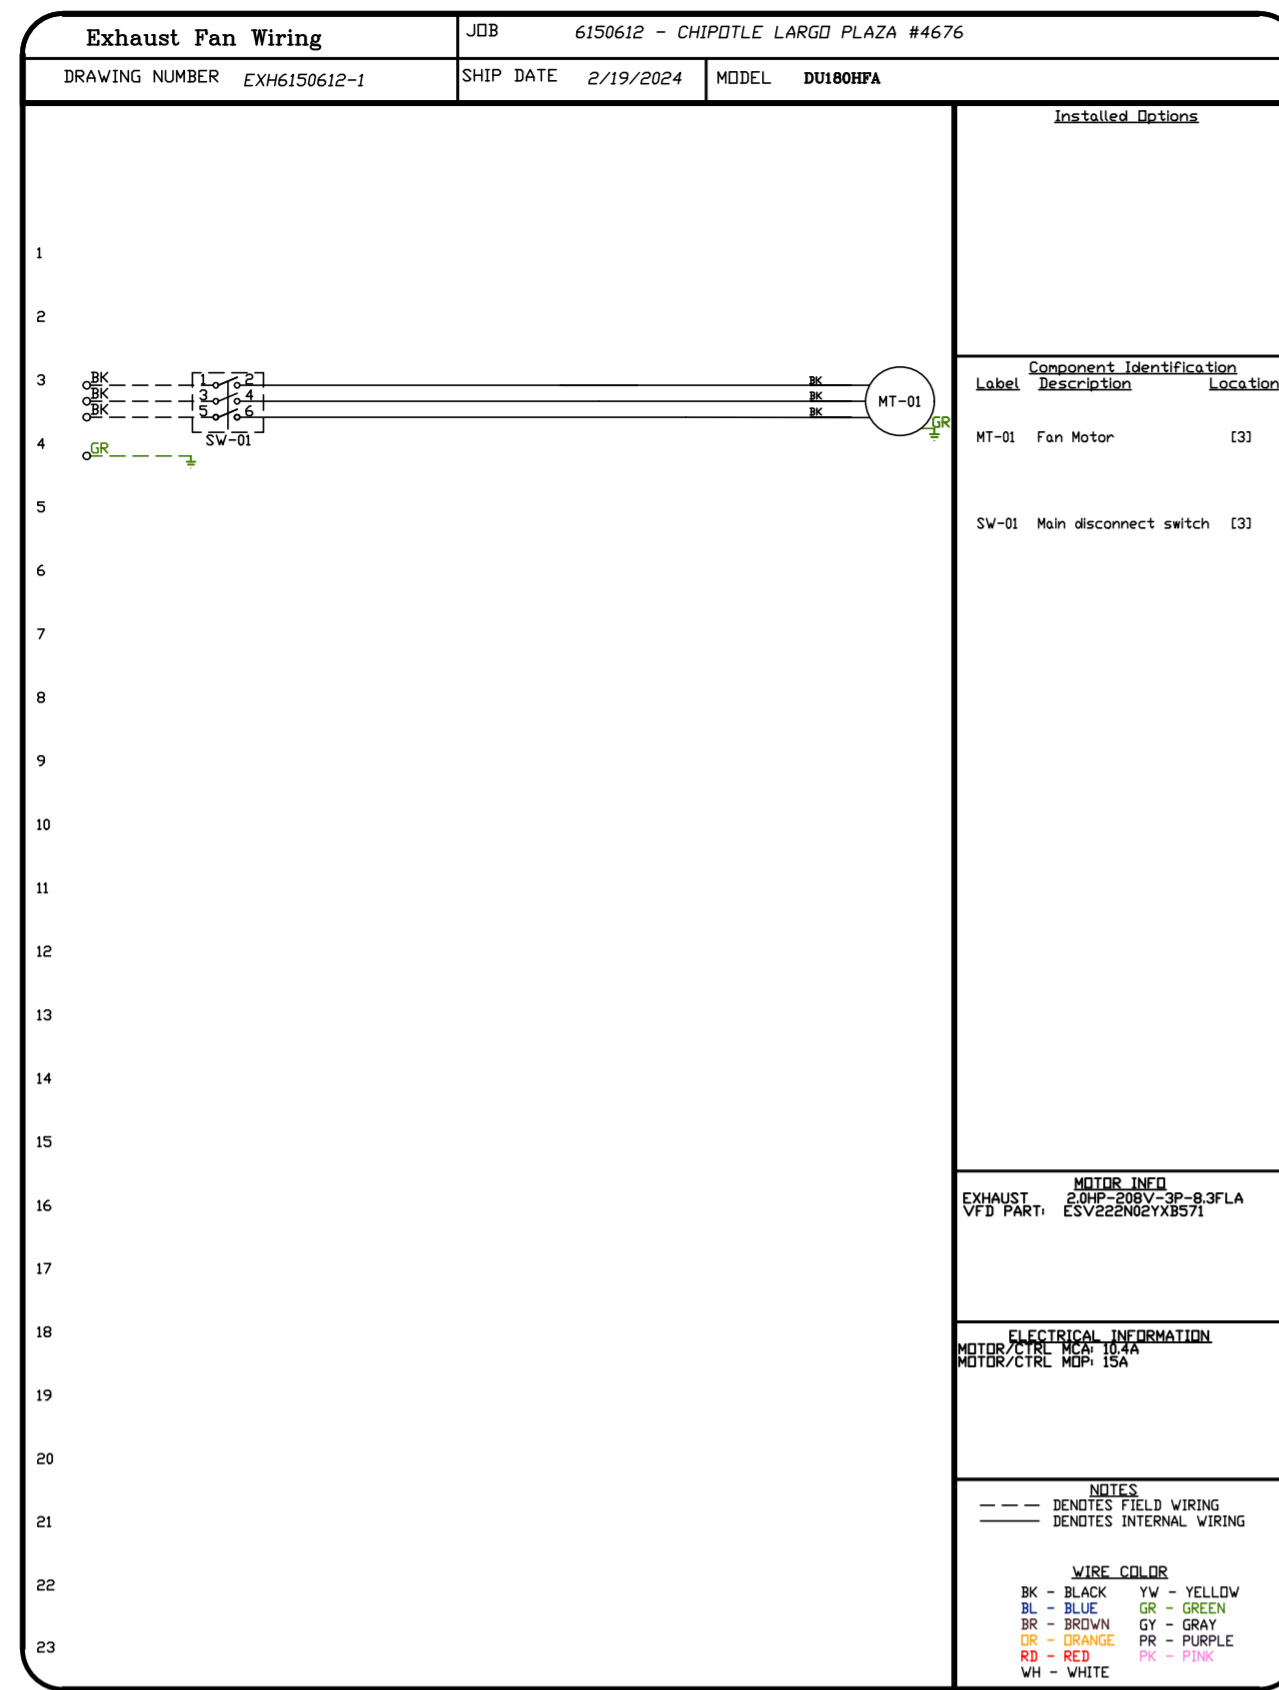 Exhaust Fan Wiring
JOB 6150612 - CHIPOTLE LARGO PLAZA #4676
DRAWING NUMBER EXH6150612-1
SHIP DATE 2/19/2024
MODEL DU180HFA
Installed Options
1
2
3
BK 1 2 BK
BK 3 4 BK
BK 5 6 BK
MT-01
GR
SW-01
4
GR
5
6
7
8
9
10
11
12
13
14
15
16
17
18
19
20
21
22
23
Component Identification
Label Description Location
MT-01 Fan Motor [3]
SW-01 Main disconnect switch [3]
MOTOR INFO
EXHAUST 2.0HP-208V-3P-8.3FLA
VFD PART: ESV222N02YXB571
ELECTRICAL INFORMATION
MOTOR/CTRL MCA: 10.4A
MOTOR/CTRL MOP: 15A
NOTES
DENOTES FIELD WIRING
DENOTES INTERNAL WIRING
WIRE COLOR
BK - BLACK YW - YELLOW
BL - BLUE GR - GREEN
BR - BROWN GY - GRAY
OR - ORANGE PR - PURPLE
RD - RED PK - PINK
WH - WHITE